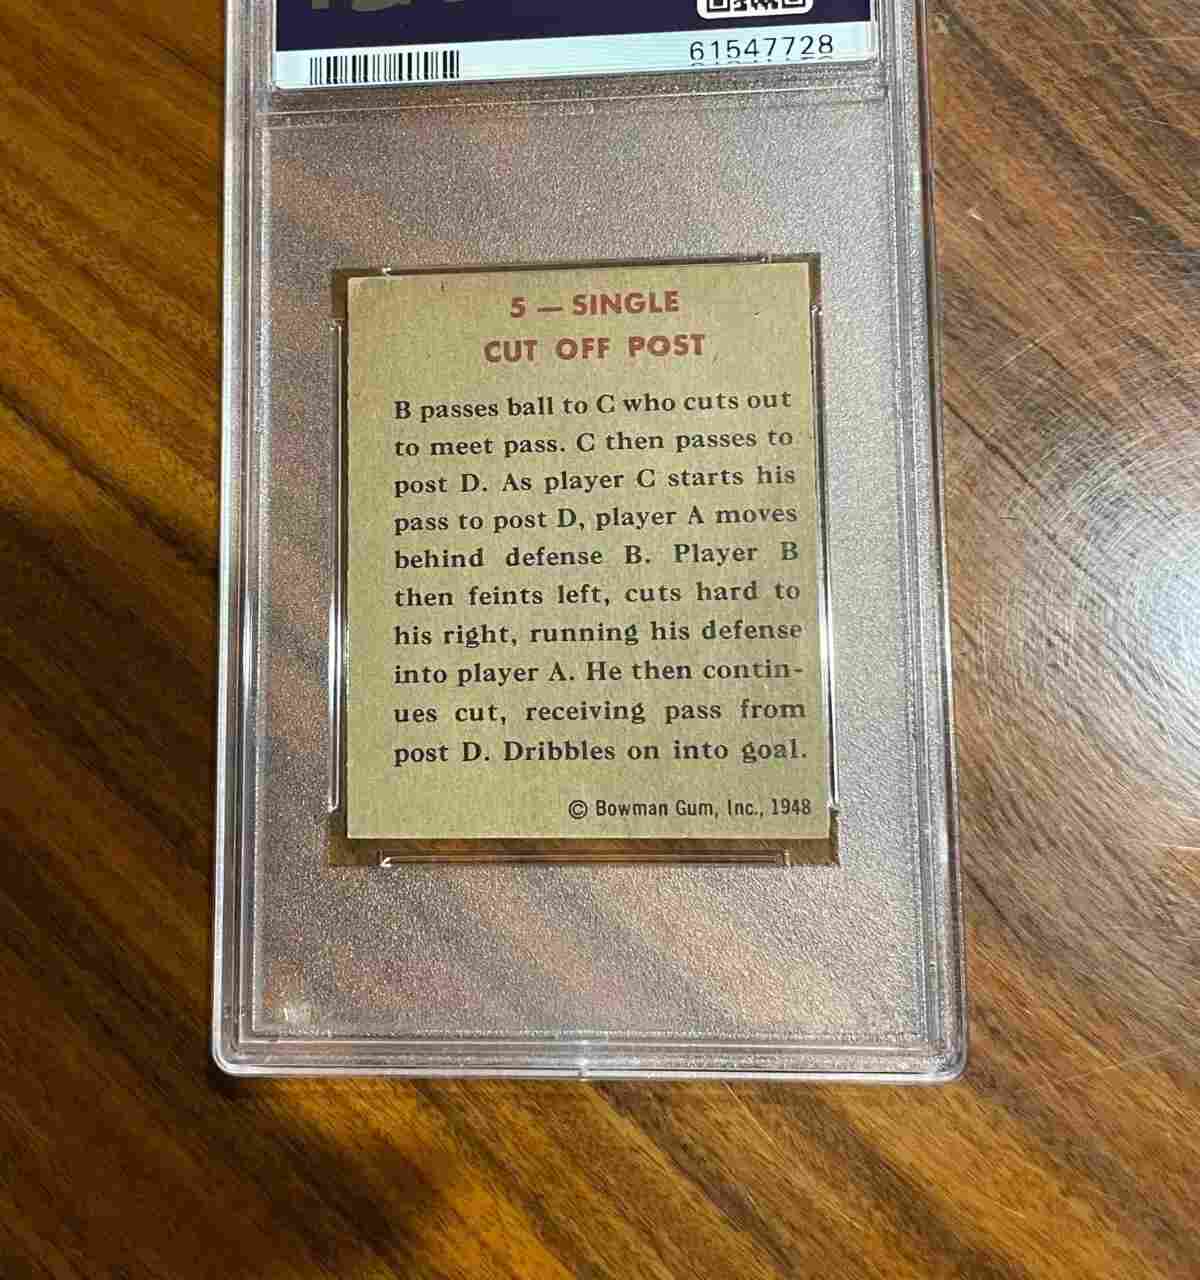 61547728
5 — SINGLE
CUT OFF POST
B passes ball to C who cuts out
to meet pass. C then passes to
post D. As player C starts his
pass to post D, player A moves
behind defense B. Player B
then feints left, cuts hard to
his right, running his defense
into player A. He then contin-
ues cut, receiving pass from
post D. Dribbles on into goal.
© Bowman Gum, Inc., 1948